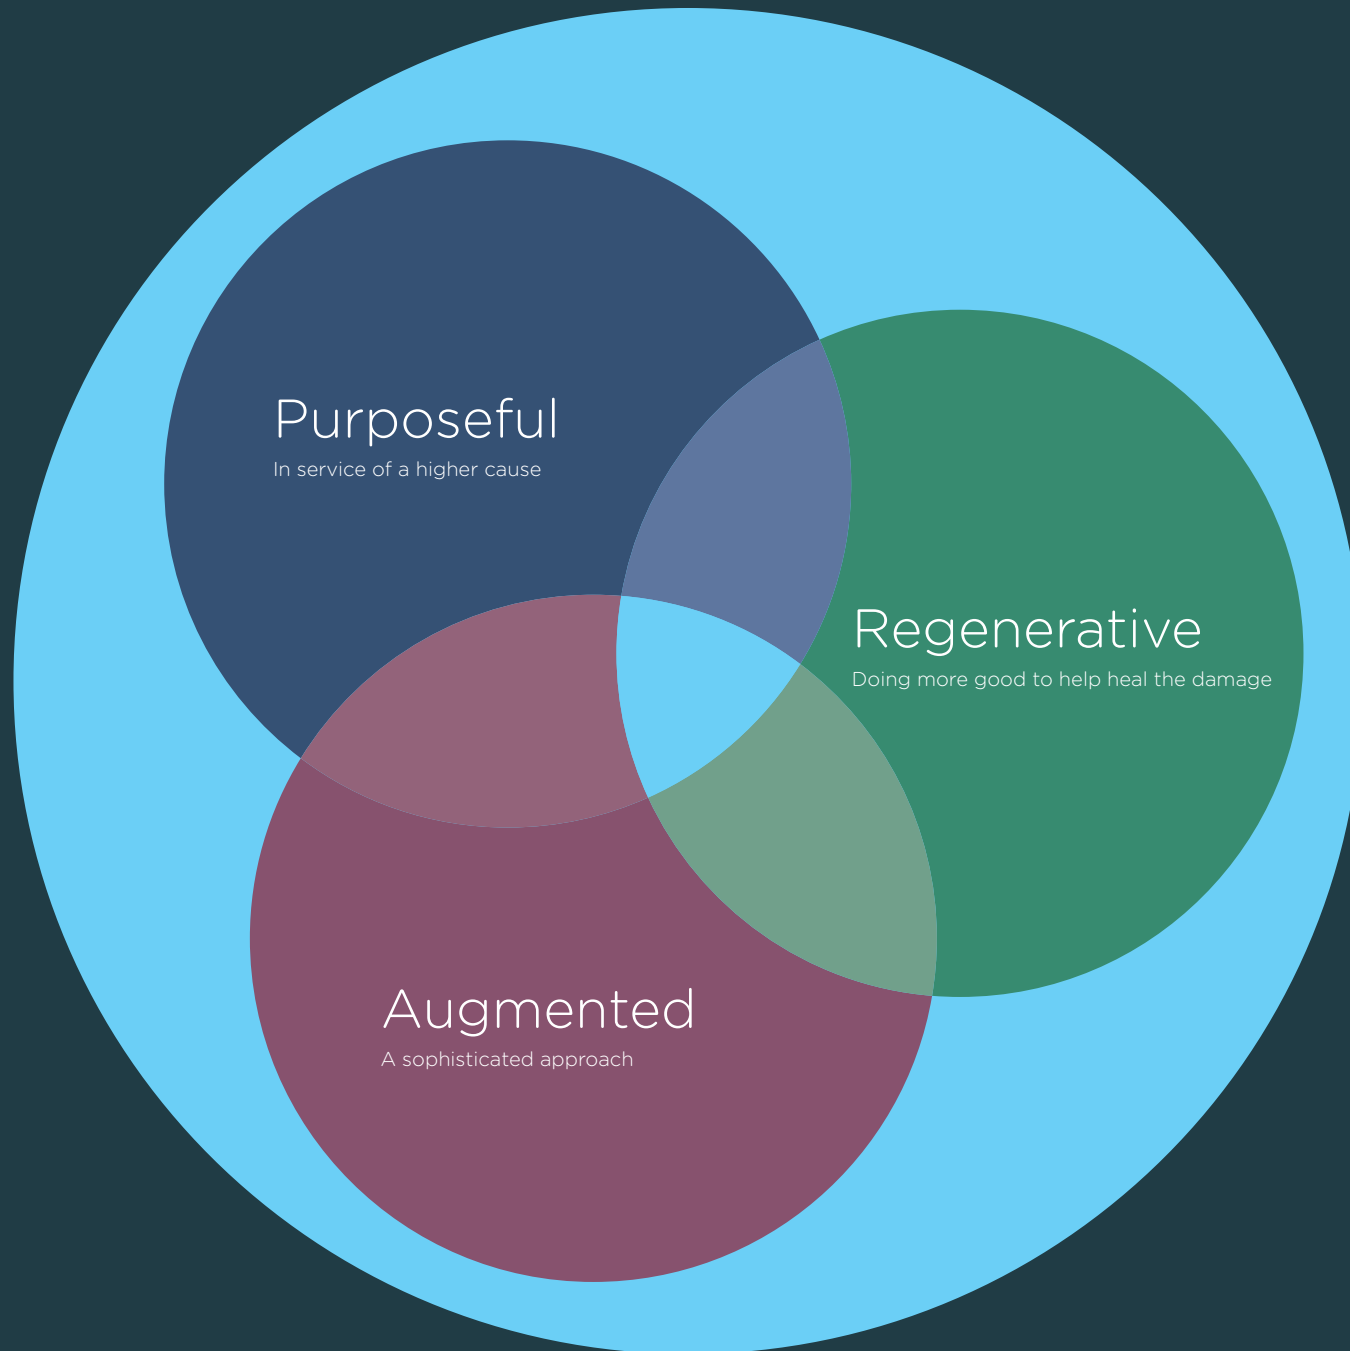 Purposeful
In service of a higher cause
Regenerative
Doing more good to help heal the damage
Augmented
A sophisticated approach